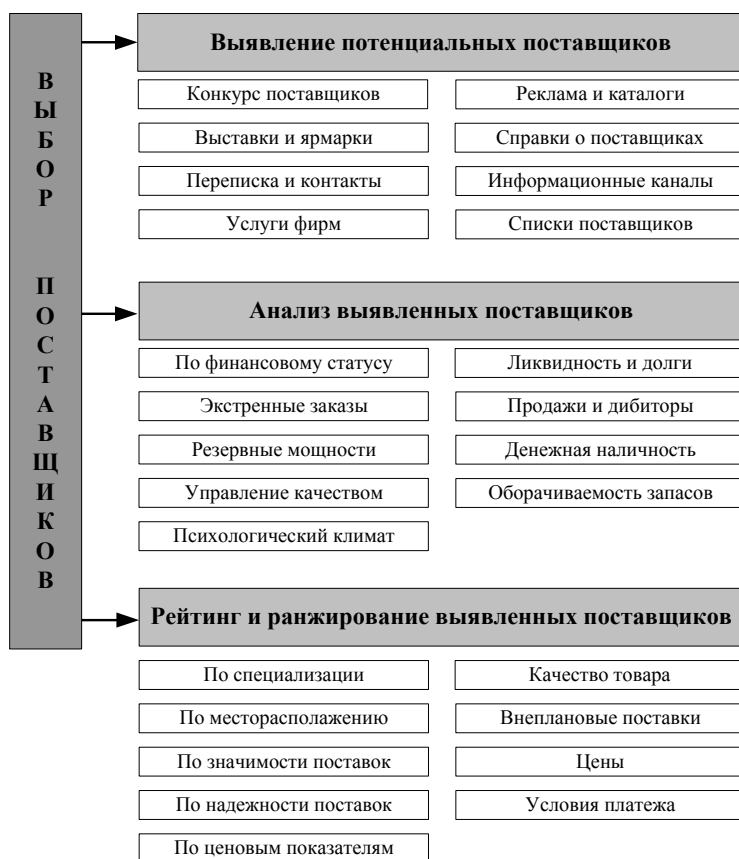 ВЫБОР ПОСТАВЩИКОВ
Выявление потенциальных поставщиков
Конкурс поставщиков
Реклама и каталоги
Выставки и ярмарки
Справки о поставщиках
Переписка и контакты
Информационные каналы
Услуги фирм
Списки поставщиков
Анализ выявленных поставщиков
По финансовому статусу
Ликвидность и долги
Экстренные заказы
Продажи и дибиторы
Резервные мощности
Денежная наличность
Управление качеством
Оборачиваемость запасов
Психологический климат
Рейтинг и ранжирование выявленных поставщиков
По специализации
Качество товара
По месторасполажению
Внеплановые поставки
По значимости поставок
Цены
По надежности поставок
Условия платежа
По ценовым показателям